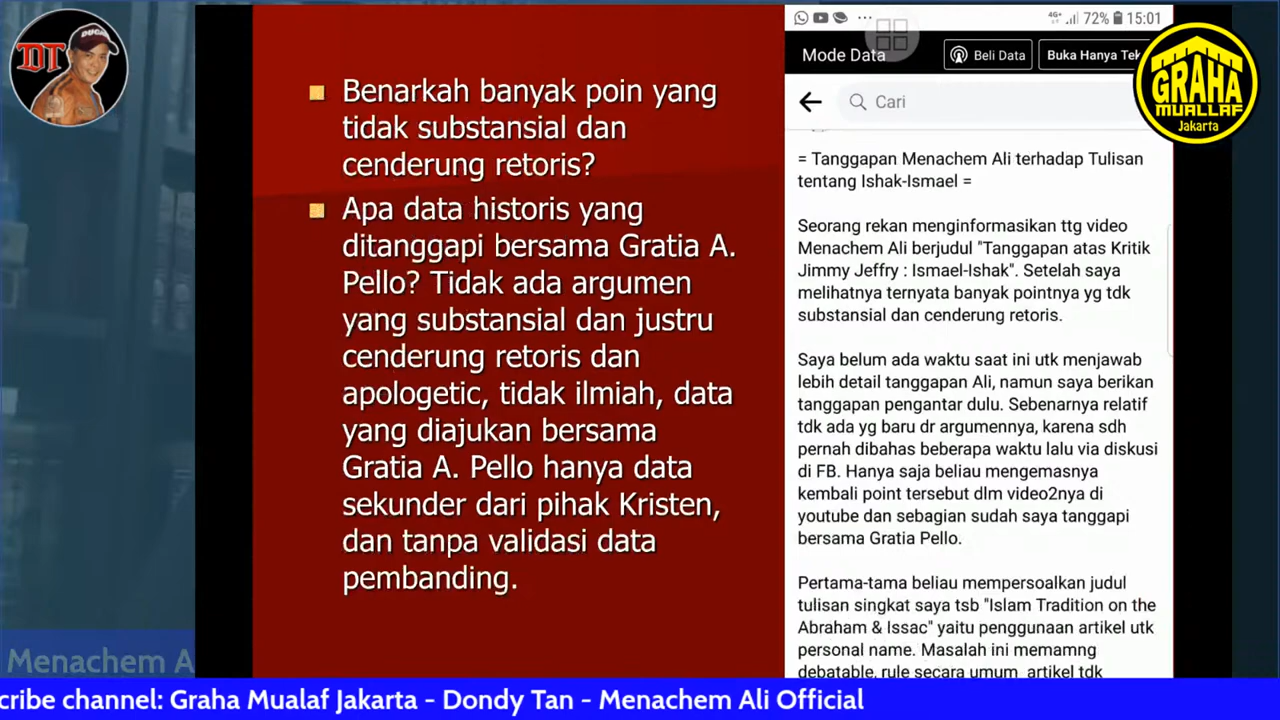 DT
DUCATI
Benarkah banyak poin yang
tidak substansial dan
cenderung retoris?
Apa data historis yang
ditanggapi bersama Gratia A.
Pello? Tidak ada argumen
yang substansial dan justru
cenderung retoris dan
apologetic, tidak ilmiah, data
yang diajukan bersama
Gratia A. Pello hanya data
sekunder dari pihak Kristen,
dan tanpa validasi data
pembanding.
4G+ 72% 15:01
Mode Data
Beli Data
Buka Hanya Tek
GRAHA
MUALLAF
Jakarta
Cari
= Tanggapan Menachem Ali terhadap Tulisan
tentang Ishak-Ismael =
Seorang rekan menginformasikan ttg video
Menachem Ali berjudul "Tanggapan atas Kritik
Jimmy Jeffry : Ismael-Ishak". Setelah saya
melihatnya ternyata banyak pointnya yg tdk
substansial dan cenderung retoris.
Saya belum ada waktu saat ini utk menjawab
lebih detail tanggapan Ali, namun saya berikan
tanggapan pengantar dulu. Sebenarnya relatif
tdk ada yg baru dr argumennya, karena sdh
pernah dibahas beberapa waktu lalu via diskusi
di FB. Hanya saja beliau mengemasnya
kembali point tersebut dlm video2nya di
youtube dan sebagian sudah saya tanggapi
bersama Gratia Pello.
Pertama-tama beliau mempersoalkan judul
tulisan singkat saya tsb "Islam Tradition on the
Abraham & Issac" yaitu penggunaan artikel utk
personal name. Masalah ini memamng
debatable, rule secara umum artikel tdk
Menachem A
scribe channel: Graha Mualaf Jakarta - Dondy Tan - Menachem Ali Official